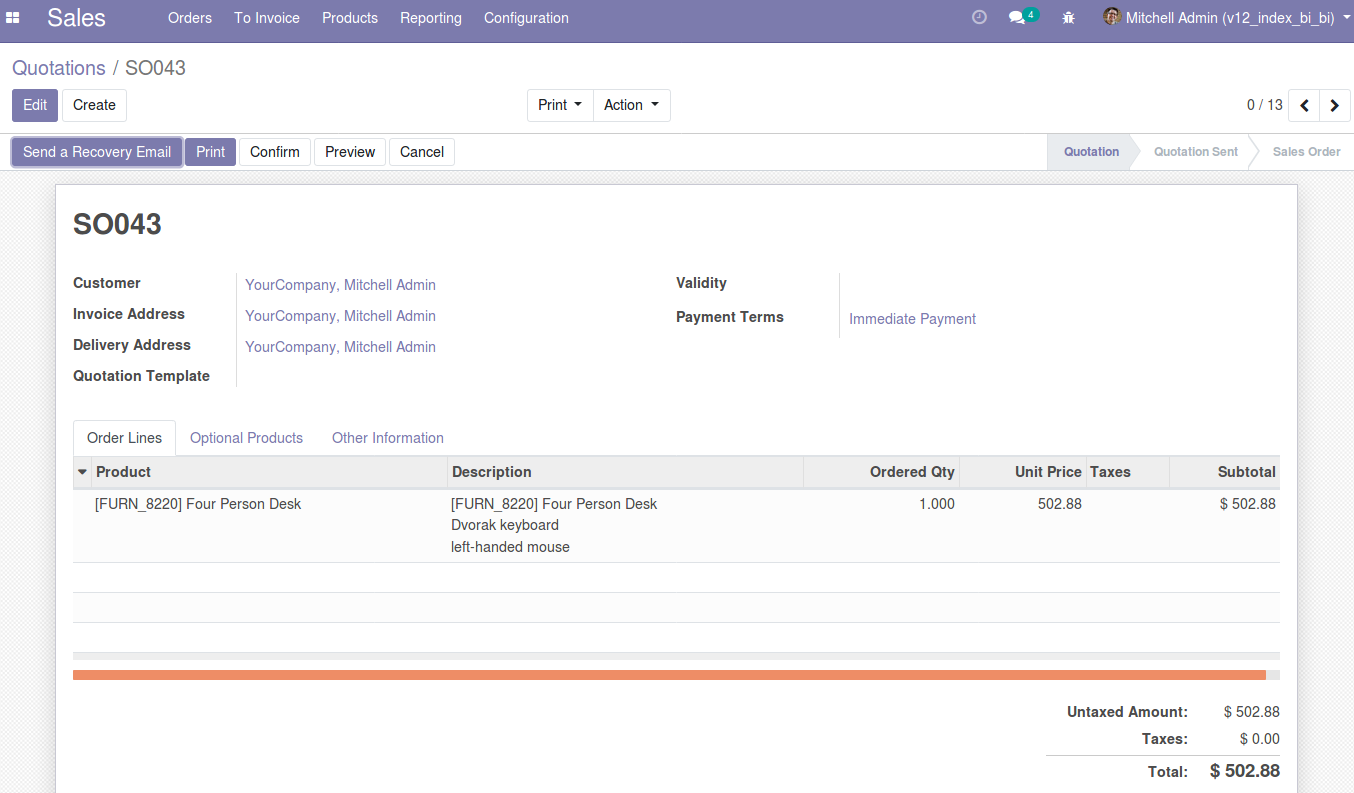 Sales Orders To Invoice Products Reporting Configuration 4 Mitchell Admin (v12_index_bi_bi)
Quotations / SO043
Edit Create Print Action 0 / 13
Send a Recovery Email Print Confirm Preview Cancel Quotation Quotation Sent Sales Order
SO043
Customer YourCompany, Mitchell Admin Validity
Invoice Address YourCompany, Mitchell Admin Payment Terms Immediate Payment
Delivery Address YourCompany, Mitchell Admin
Quotation Template
Order Lines Optional Products Other Information
Product Description Ordered Qty Unit Price Taxes Subtotal
[FURN_8220] Four Person Desk [FURN_8220] Four Person Desk 1.000 502.88 $ 502.88
Dvorak keyboard
left-handed mouse
Untaxed Amount: $ 502.88
Taxes: $ 0.00
Total: $ 502.88